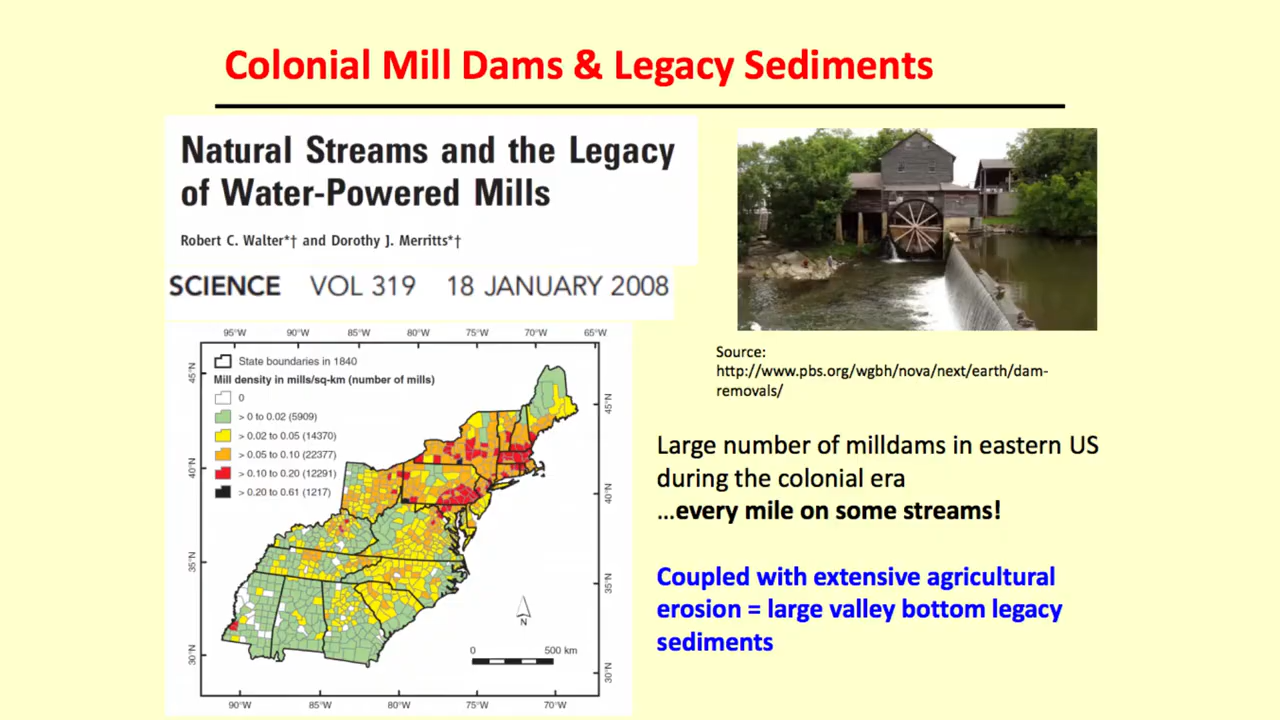 Colonial Mill Dams & Legacy Sediments
Natural Streams and the Legacy
of Water-Powered Mills
Robert C. Walter*† and Dorothy J. Merritts*†
SCIENCE VOL 319 18 JANUARY 2008
95°W 90°W 85°W 80°W 75°W 70°W 65°W
State boundaries in 1840
Mill density in mills/sq-km (number of mills)
0
> 0 to 0.02 (5909)
> 0.02 to 0.05 (14370)
> 0.05 to 0.10 (22377)
> 0.10 to 0.20 (12291)
> 0.20 to 0.61 (1217)
45°N
40°N
35°N
30°N
45°N
40°N
35°N
30°N
N
0 500 km
90°W 85°W 80°W 75°W 70°W
Source:
http://www.pbs.org/wgbh/nova/next/earth/dam-
removals/
Large number of milldams in eastern US
during the colonial era
...every mile on some streams!
Coupled with extensive agricultural
erosion = large valley bottom legacy
sediments